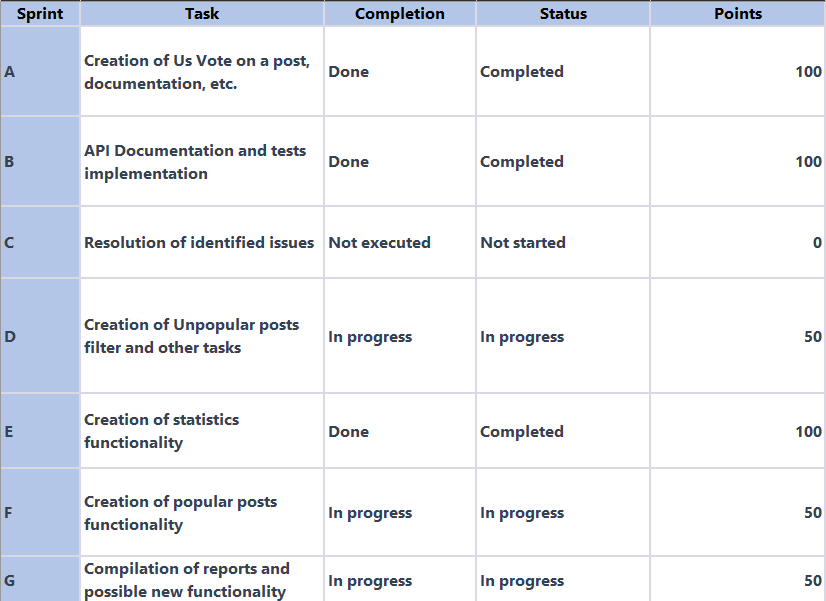 Sprint Task Completion Status Points
A Creation of Us Vote on a post, documentation, etc. Done Completed 100
B API Documentation and tests implementation Done Completed 100
C Resolution of identified issues Not executed Not started 0
D Creation of Unpopular posts filter and other tasks In progress In progress 50
E Creation of statistics functionality Done Completed 100
F Creation of popular posts functionality In progress In progress 50
G Compilation of reports and possible new functionality In progress In progress 50